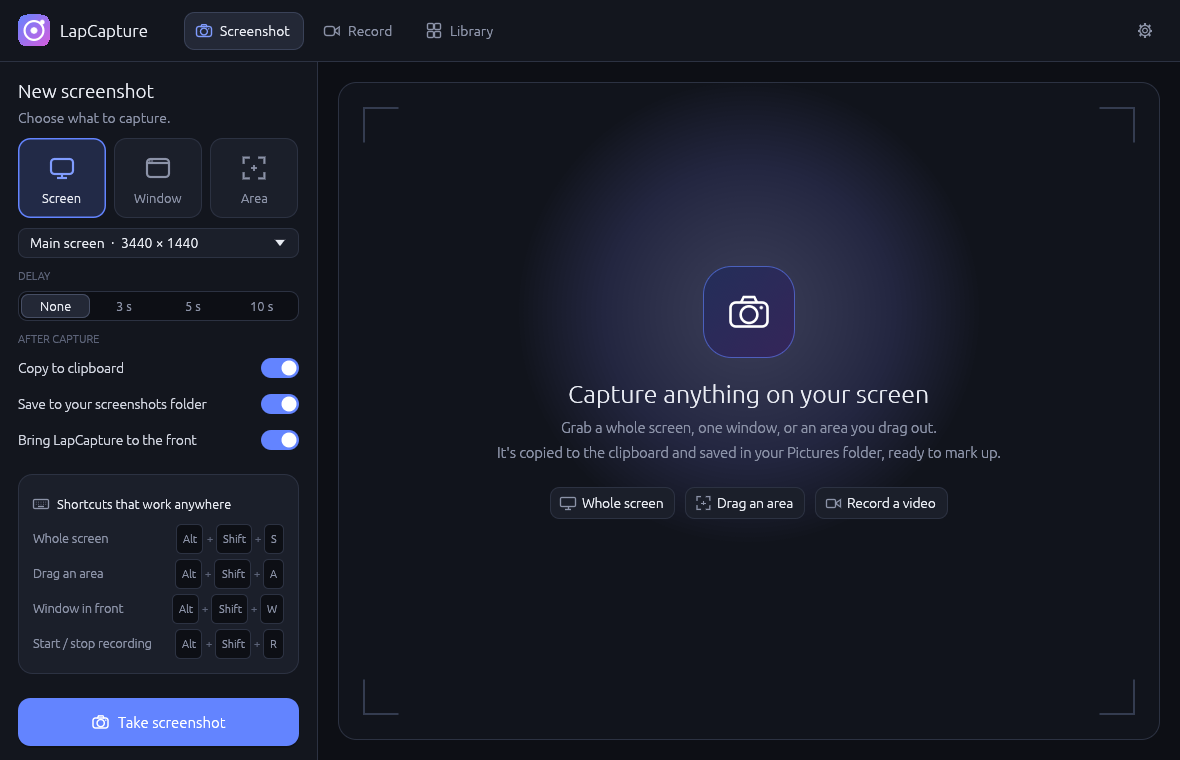 LapCapture
Screenshot
Record
Library
New screenshot
Choose what to capture.
Screen
Window
Area
Main screen · 3440 × 1440
DELAY
None
3 s
5 s
10 s
AFTER CAPTURE
Copy to clipboard
Save to your screenshots folder
Bring LapCapture to the front
Shortcuts that work anywhere
Whole screen Alt + Shift + S
Drag an area Alt + Shift + A
Window in front Alt + Shift + W
Start / stop recording Alt + Shift + R
Take screenshot
Capture anything on your screen
Grab a whole screen, one window, or an area you drag out.
It's copied to the clipboard and saved in your Pictures folder, ready to mark up.
Whole screen
Drag an area
Record a video